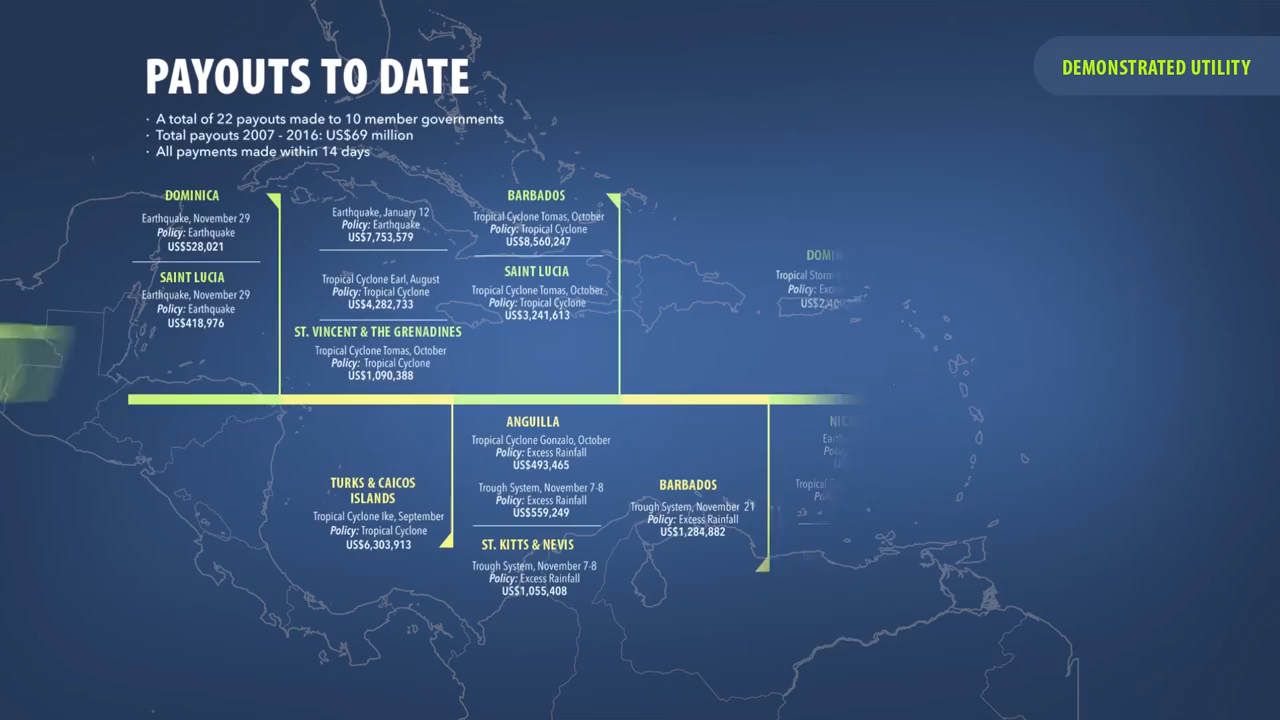 PAYOUTS TO DATE
DEMONSTRATED UTILITY
· A total of 22 payouts made to 10 member governments
· Total payouts 2007 - 2016: US$69 million
· All payments made within 14 days
DOMINICA
Earthquake, November 29
Policy: Earthquake
US$528,021
SAINT LUCIA
Earthquake, November 29
Policy: Earthquake
US$418,976
Earthquake, January 12
Policy: Earthquake
US$7,753,579
Tropical Cyclone Earl, August
Policy: Tropical Cyclone
US$4,282,733
ST. VINCENT & THE GRENADINES
Tropical Cyclone Tomas, October
Policy: Tropical Cyclone
US$1,090,388
BARBADOS
Tropical Cyclone Tomas, October
Policy: Tropical Cyclone
US$8,560,247
SAINT LUCIA
Tropical Cyclone Tomas, October
Policy: Tropical Cyclone
US$3,241,613
Tropical Storm
Policy:
TURKS & CAICOS
ISLANDS
Tropical Cyclone Ike, September
Policy: Tropical Cyclone
US$6,303,913
ANGUILLA
Tropical Cyclone Gonzalo, October
Policy: Excess Rainfall
US$493,465
Trough System, November 7-8
Policy: Excess Rainfall
US$559,249
ST. KITTS & NEVIS
Trough System, November 7-8
Policy: Excess Rainfall
US$1,055,408
BARBADOS
Trough System, November 21
Policy: Excess Rainfall
US$1,284,882
Tropical